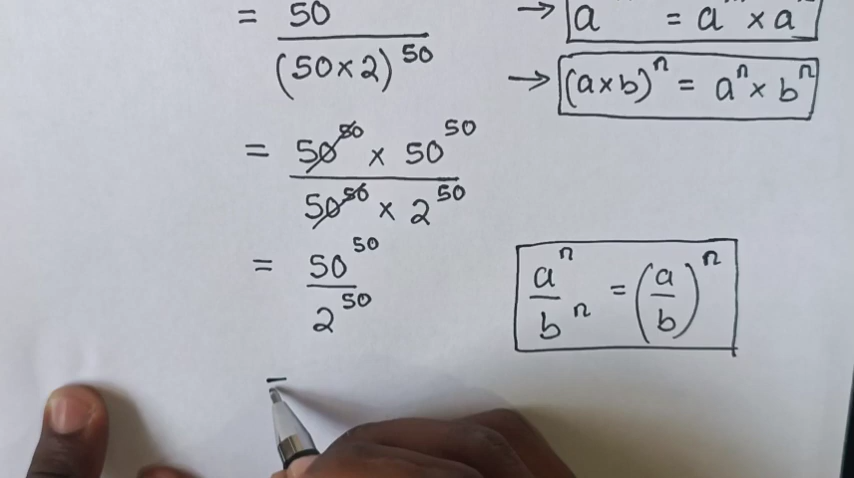 = 50 / (50×2)^50
→ a = a × a
→ (a×b)^n = a^n × b^n
= 50^50 × 50^50 / 50^50 × 2^50
= 50^50 / 2^50
a^n / b^n = (a/b)^n
=